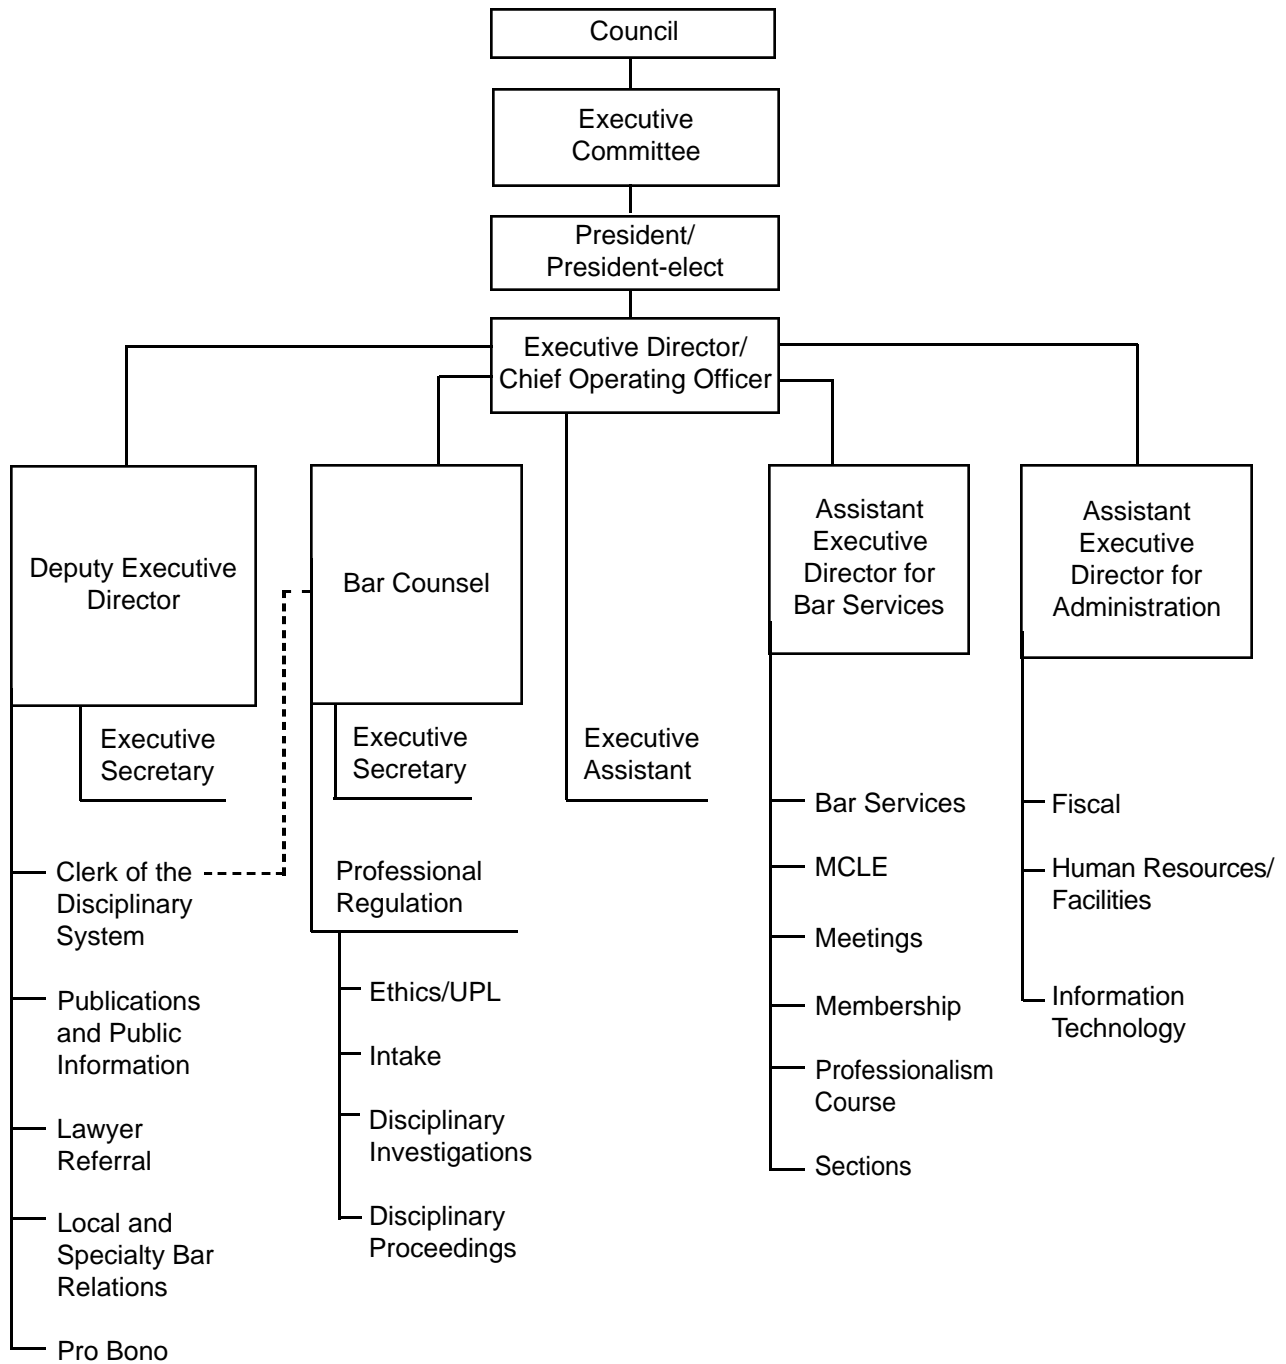 Council
Executive
Committee
President/
President-elect
Executive Director/
Chief Operating Officer
Deputy Executive
Director
Bar Counsel
Assistant
Executive
Director for
Bar Services
Assistant
Executive
Director for
Administration
Executive
Secretary
Executive
Secretary
Executive
Assistant
Clerk of the
Disciplinary
System
Publications
and Public
Information
Lawyer
Referral
Local and
Specialty Bar
Relations
Pro Bono
Professional
Regulation
Ethics/UPL
Intake
Disciplinary
Investigations
Disciplinary
Proceedings
Bar Services
MCLE
Meetings
Membership
Professionalism
Course
Sections
Fiscal
Human Resources/
Facilities
Information
Technology